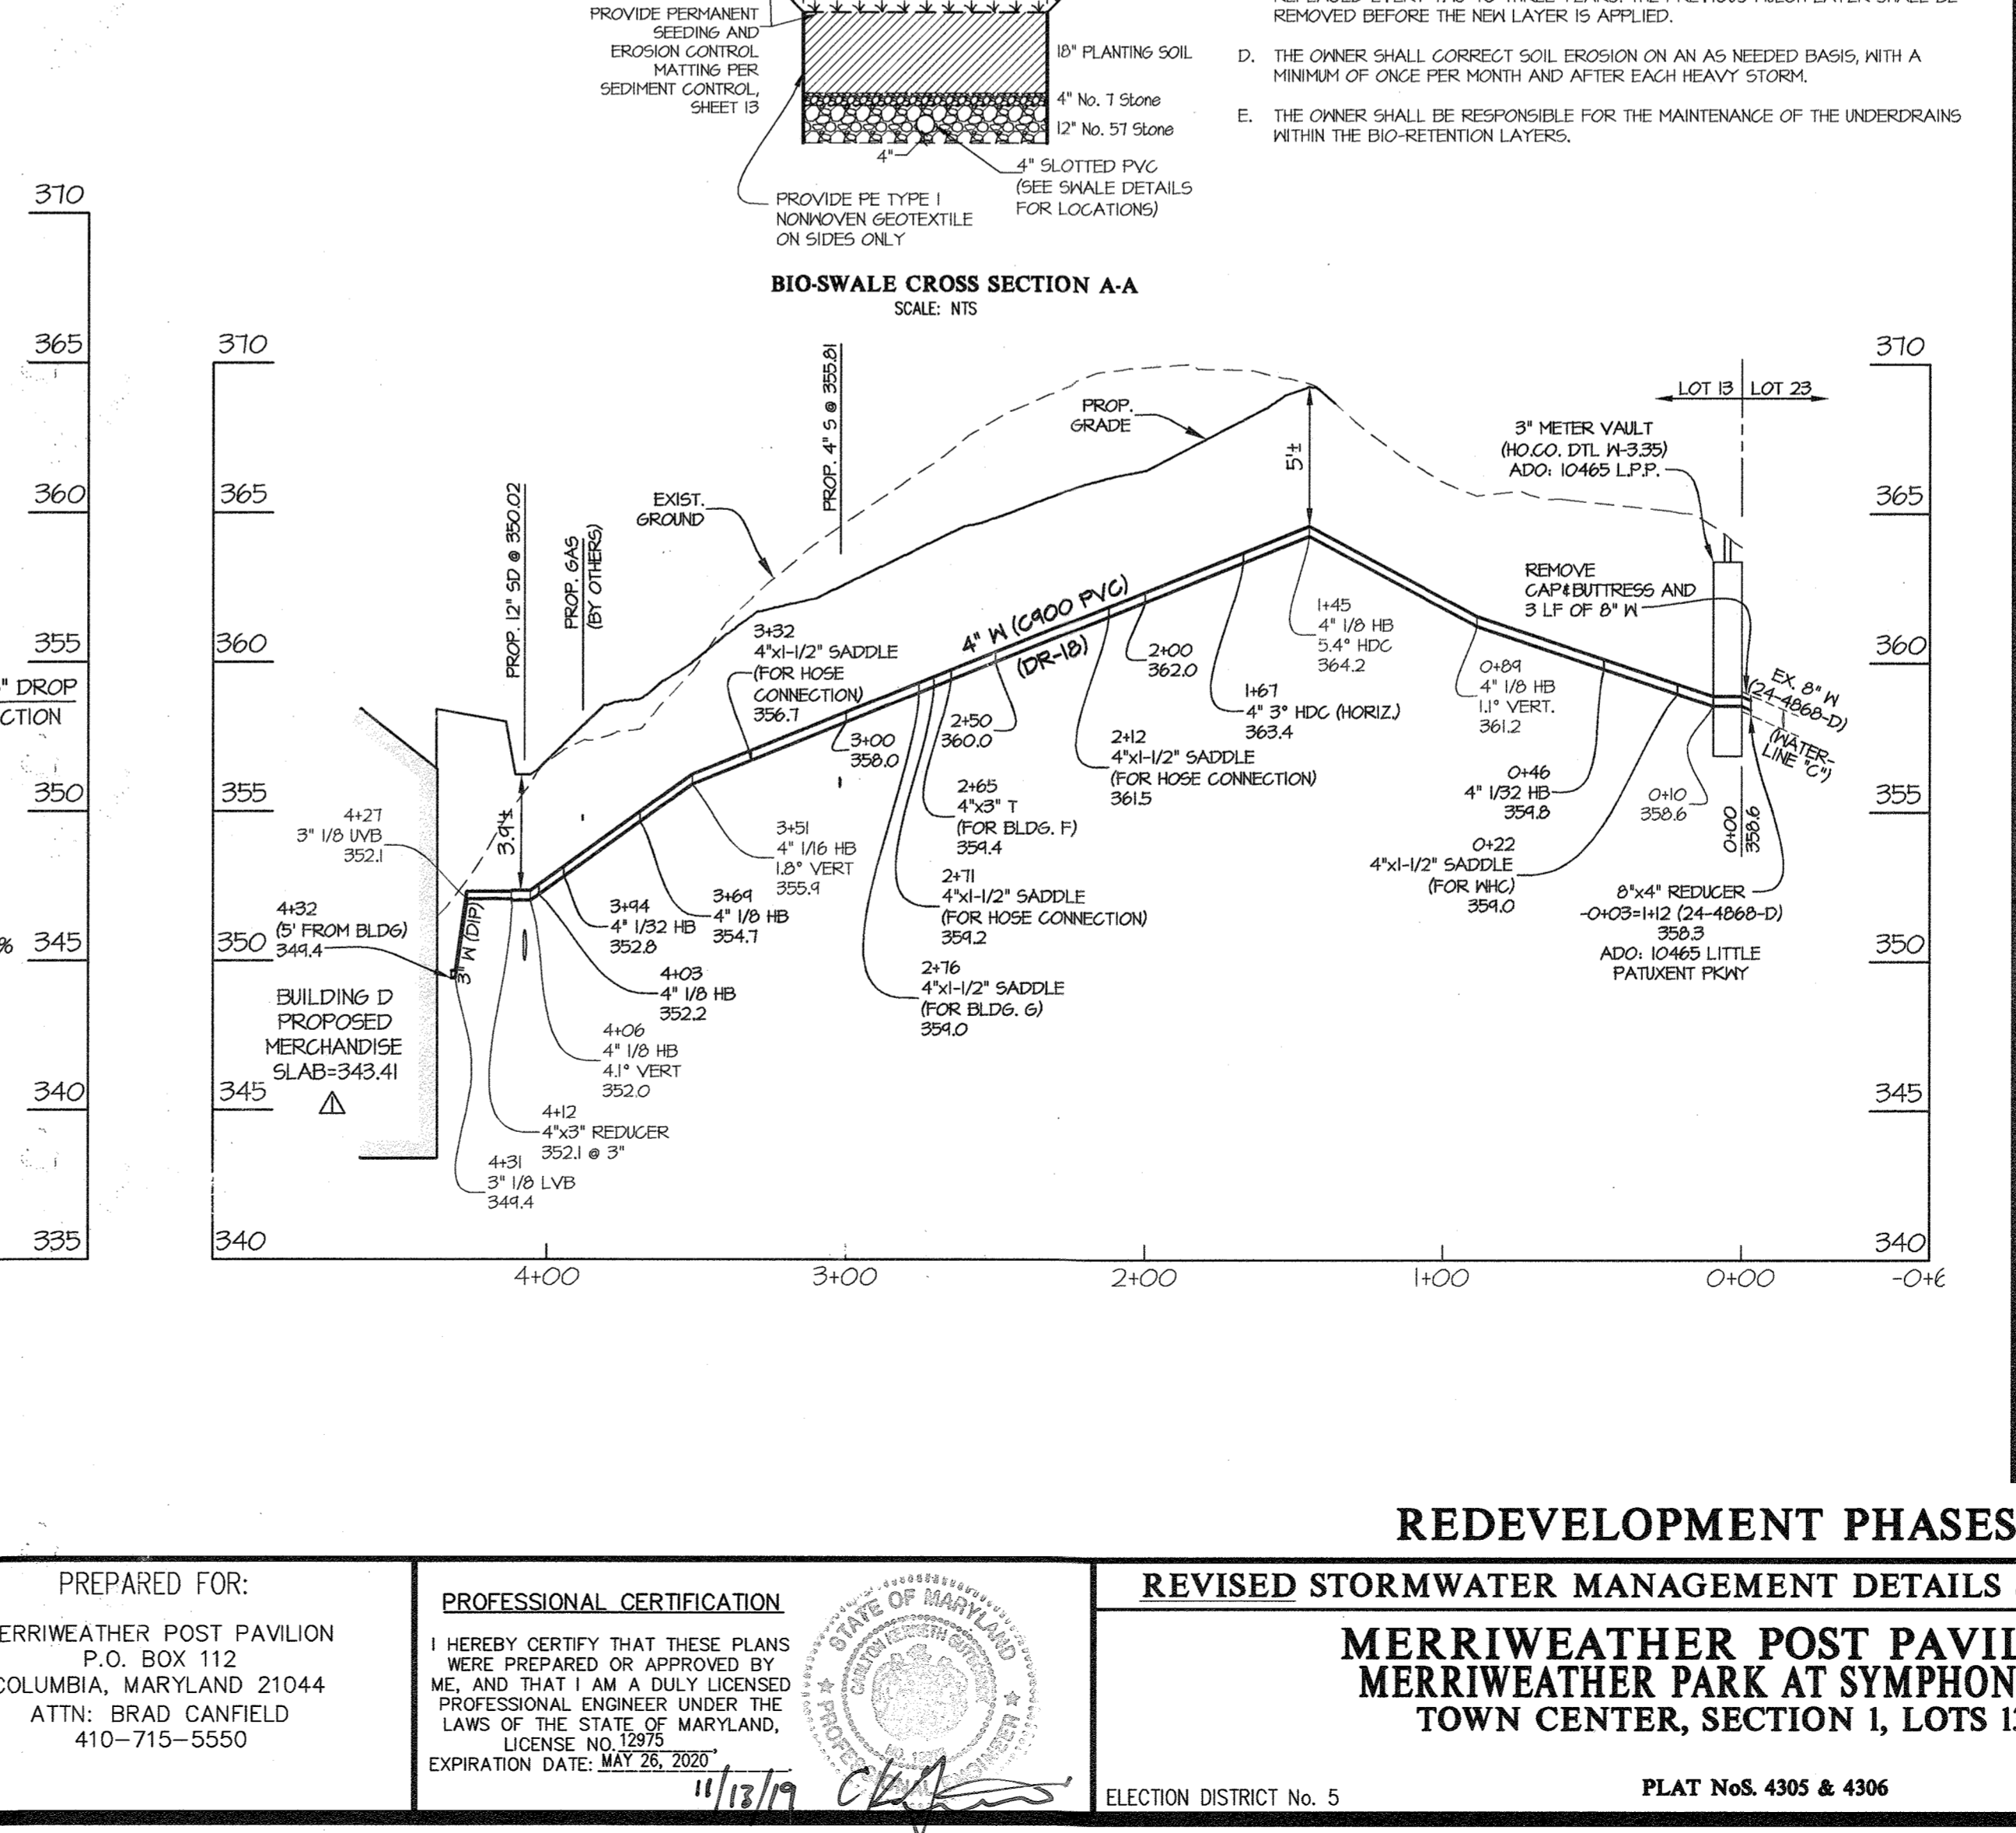 PROVIDE PERMANENT
SEEDING AND
EROSION CONTROL
MATTING PER
SEDIMENT CONTROL,
SHEET 13
18" PLANTING SOIL
4" No. 7 Stone
12" No. 57 Stone
4"
4" SLOTTED PVC
(SEE SWALE DETAILS
FOR LOCATIONS)
PROVIDE PE TYPE 1
NONWOVEN GEOTEXTILE
ON SIDES ONLY
BIO-SWALE CROSS SECTION A-A
SCALE: NTS
REMOVED BEFORE THE NEW LAYER IS APPLIED.
D. THE OWNER SHALL CORRECT SOIL EROSION ON AN AS NEEDED BASIS, WITH A
MINIMUM OF ONCE PER MONTH AND AFTER EACH HEAVY STORM.
E. THE OWNER SHALL BE RESPONSIBLE FOR THE MAINTENANCE OF THE UNDERDRAINS
WITHIN THE BIO-RETENTION LAYERS.
370
365
360
355
" DROP
CTION
350
% 345
340
335
370
365
360
355
350
345
340
PROP. 12" SD @ 350.02
PROP. GAS
(BY OTHERS)
EXIST.
GROUND
PROP. 4" S @ 355.81
PROP.
GRADE
5'±
LOT 13
LOT 23
3" METER VAULT
(HO.CO. DTL W-3.35)
ADO: 10465 L.P.P.
REMOVE
CAP&BUTTRESS AND
3 LF OF 8" W
EX. 8" W
(24-4868-D)
(WATER-
LINE "C")
4" W (C900 PVC)
(DR-18)
3.9'±
4+27
3" 1/8 UVB
352.1
4+32
(5' FROM BLDG)
349.4
3" W (DIP)
BUILDING D
PROPOSED
MERCHANDISE
SLAB=343.41
1
4+31
3" 1/8 LVB
349.4
4+12
4"x3" REDUCER
352.1 @ 3"
4+06
4" 1/8 HB
4.1° VERT
352.0
4+03
4" 1/8 HB
352.2
3+94
4" 1/32 HB
352.8
3+69
4" 1/8 HB
354.7
3+51
4" 1/16 HB
1.8° VERT
355.9
3+32
4"x1-1/2" SADDLE
(FOR HOSE
CONNECTION)
356.7
3+00
358.0
2+76
4"x1-1/2" SADDLE
(FOR BLDG. G)
359.0
2+71
4"x1-1/2" SADDLE
(FOR HOSE CONNECTION)
359.2
2+65
4"x3" T
(FOR BLDG. F)
359.4
2+50
360.0
2+12
4"x1-1/2" SADDLE
(FOR HOSE CONNECTION)
361.5
2+00
362.0
1+67
4" 3° HDC (HORIZ.)
363.4
1+45
4" 1/8 HB
5.4° HDC
364.2
0+89
4" 1/8 HB
1.1° VERT.
361.2
0+46
4" 1/32 HB
359.8
0+22
4"x1-1/2" SADDLE
(FOR WHC)
359.0
0+10
358.6
0+00
358.6
8"x4" REDUCER
-0+03=1+12 (24-4868-D)
358.3
ADO: 10465 LITTLE
PATUXENT PKWY
370
365
360
355
350
345
340
4+00
3+00
2+00
1+00
0+00
-0+6
REDEVELOPMENT PHASES
PREPARED FOR:
ERRIWEATHER POST PAVILION
P.O. BOX 112
COLUMBIA, MARYLAND 21044
ATTN: BRAD CANFIELD
410-715-5550
PROFESSIONAL CERTIFICATION
I HEREBY CERTIFY THAT THESE PLANS
WERE PREPARED OR APPROVED BY
ME, AND THAT I AM A DULY LICENSED
PROFESSIONAL ENGINEER UNDER THE
LAWS OF THE STATE OF MARYLAND,
LICENSE NO. 12975,
EXPIRATION DATE: MAY 26, 2020.
11/13/19
STATE OF MARYLAND
PROFESSIONAL ENGINEER
REVISED STORMWATER MANAGEMENT DETAILS
MERRIWEATHER POST PAVIL
MERRIWEATHER PARK AT SYMPHON
TOWN CENTER, SECTION 1, LOTS 1
ELECTION DISTRICT No. 5
PLAT NoS. 4305 & 4306